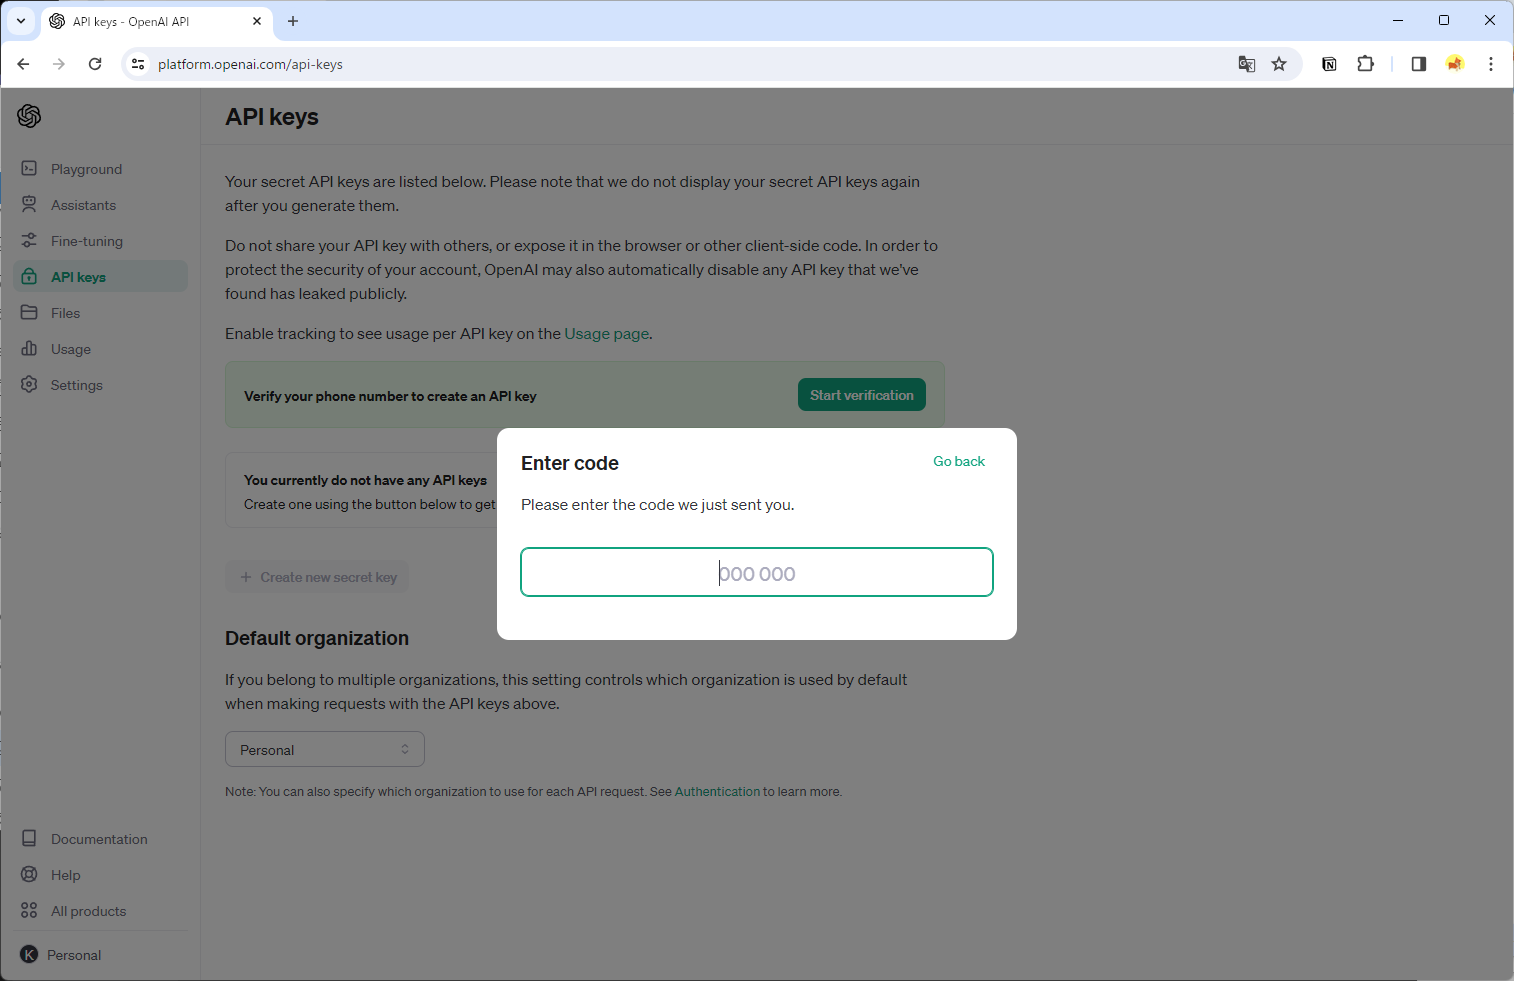 API keys - OpenAI API
platform.openai.com/api-keys
API keys
Playground
Assistants
Fine-tuning
API keys
Files
Usage
Settings
Your secret API keys are listed below. Please note that we do not display your secret API keys again
after you generate them.
Do not share your API key with others, or expose it in the browser or other client-side code. In order to
protect the security of your account, OpenAI may also automatically disable any API key that we've
found has leaked publicly.
Enable tracking to see usage per API key on the Usage page.
Verify your phone number to create an API key
Start verification
You currently do not have any API keys
Create one using the button below to get
Enter code
Go back
Please enter the code we just sent you.
000 000
+ Create new secret key
Default organization
If you belong to multiple organizations, this setting controls which organization is used by default
when making requests with the API keys above.
Personal
Note: You can also specify which organization to use for each API request. See Authentication to learn more.
Documentation
Help
All products
K Personal